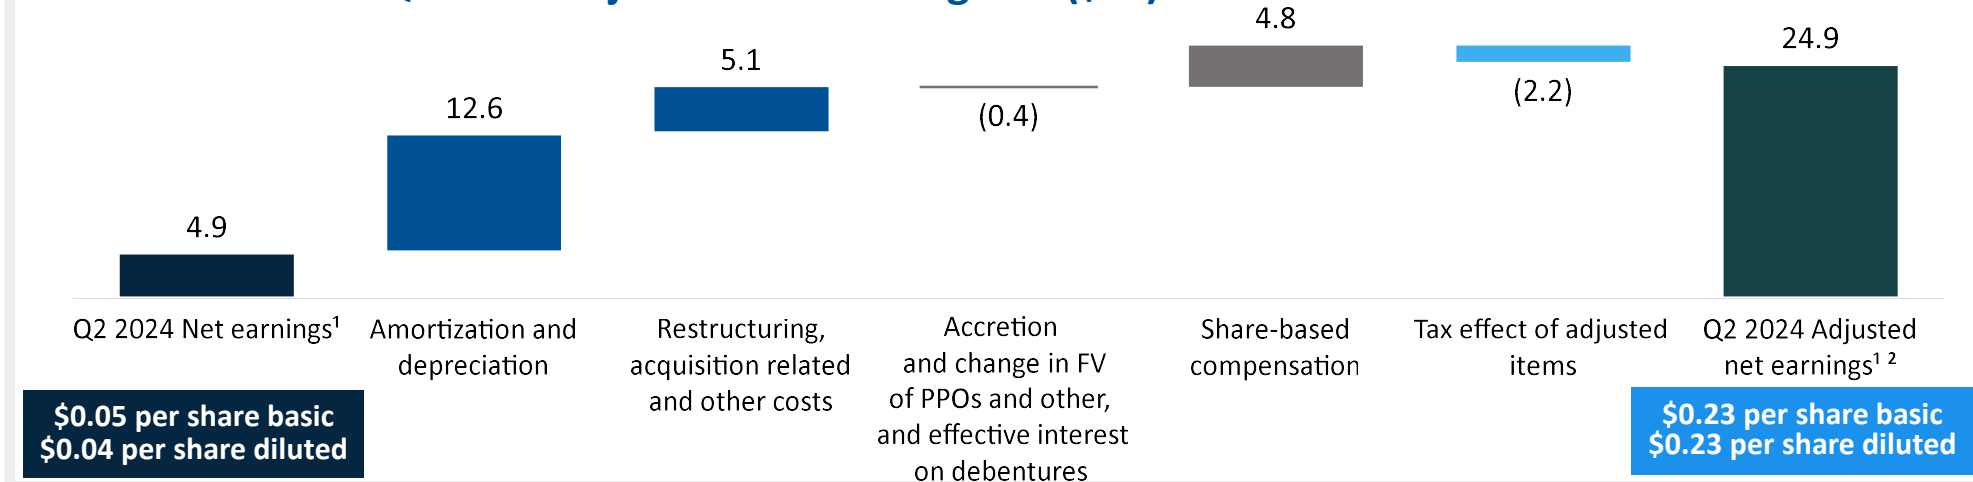 4.9
12.6
5.1
(0.4)
4.8
(2.2)
24.9
Q2 2024 Net earnings¹
Amortization and
depreciation
Restructuring,
acquisition related
and other costs
Accretion
and change in FV
of PPOs and other,
and effective interest
on debentures
Share-based
compensation
Tax effect of adjusted
items
Q2 2024 Adjusted
net earnings¹ ²
$0.05 per share basic
$0.04 per share diluted
$0.23 per share basic
$0.23 per share diluted